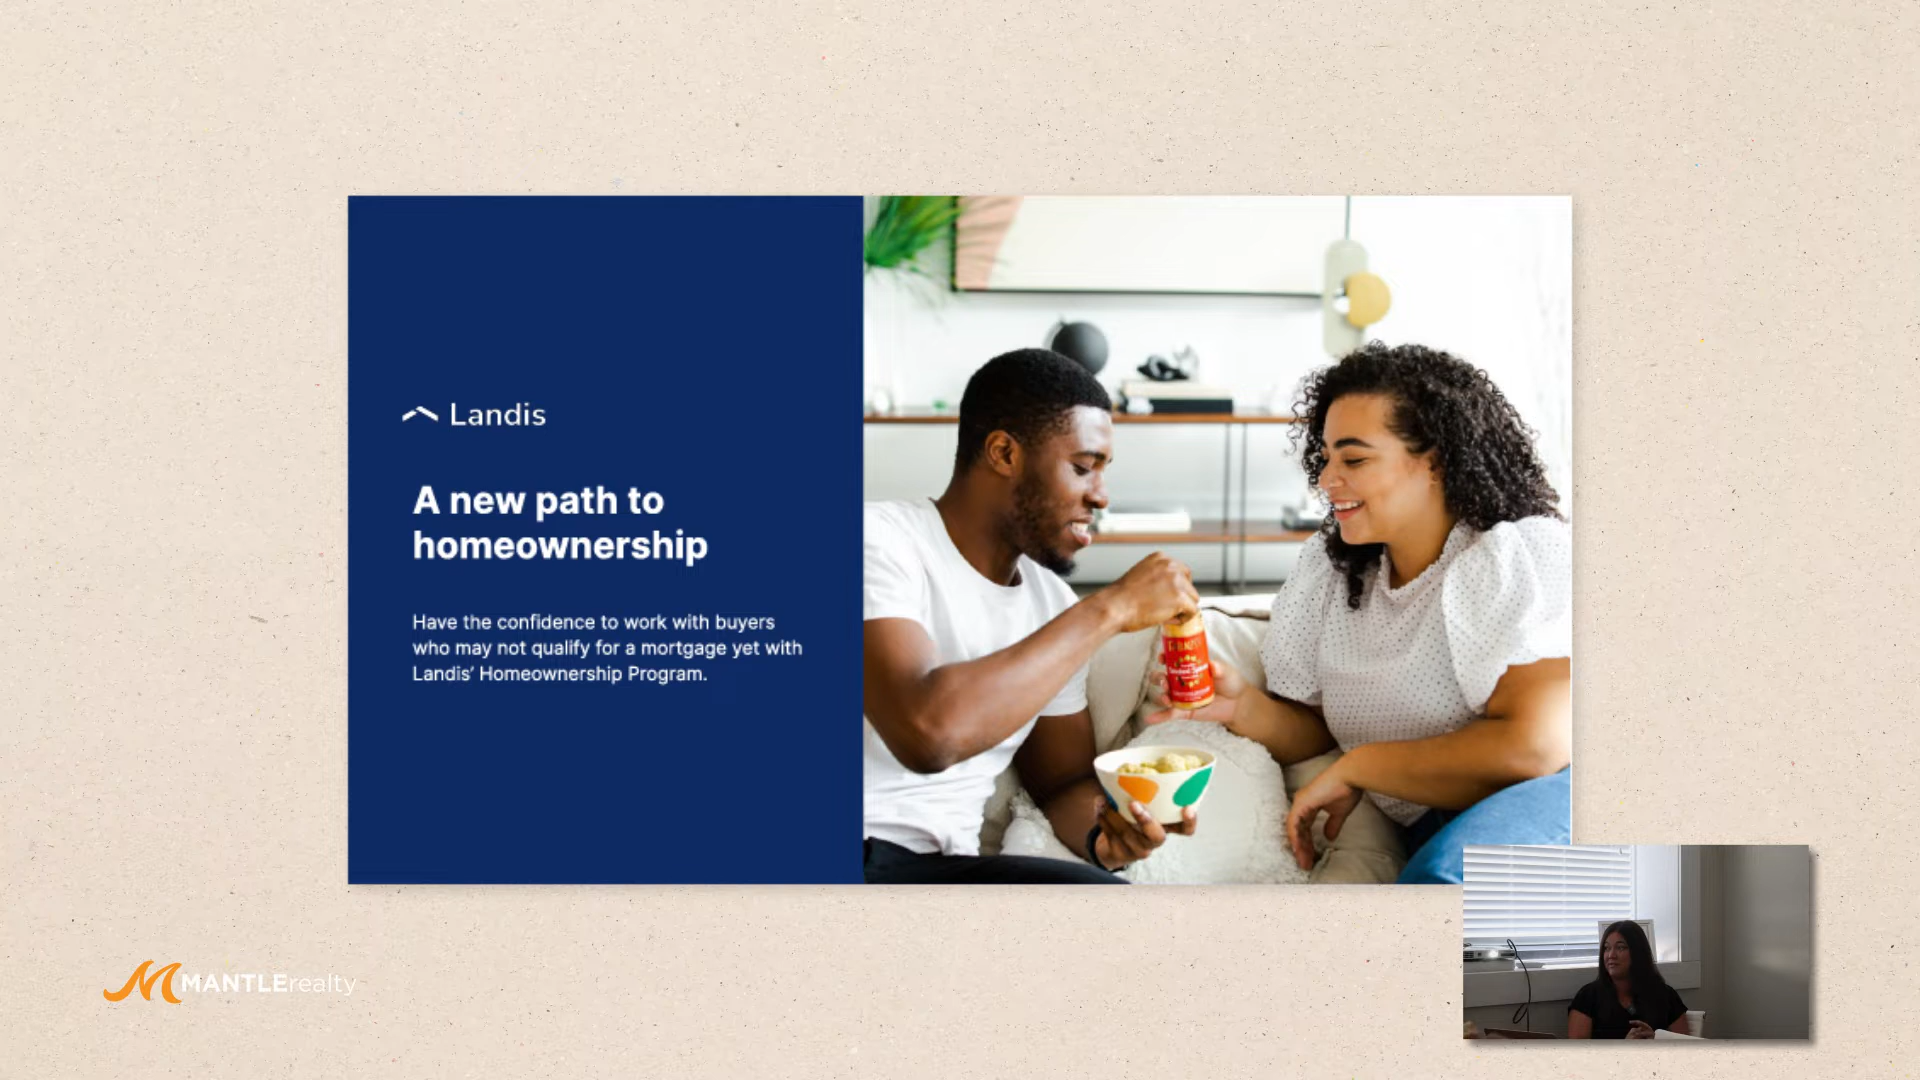 Landis
A new path to
homeownership
Have the confidence to work with buyers
who may not qualify for a mortgage yet with
Landis’ Homeownership Program.
MANTLErealty